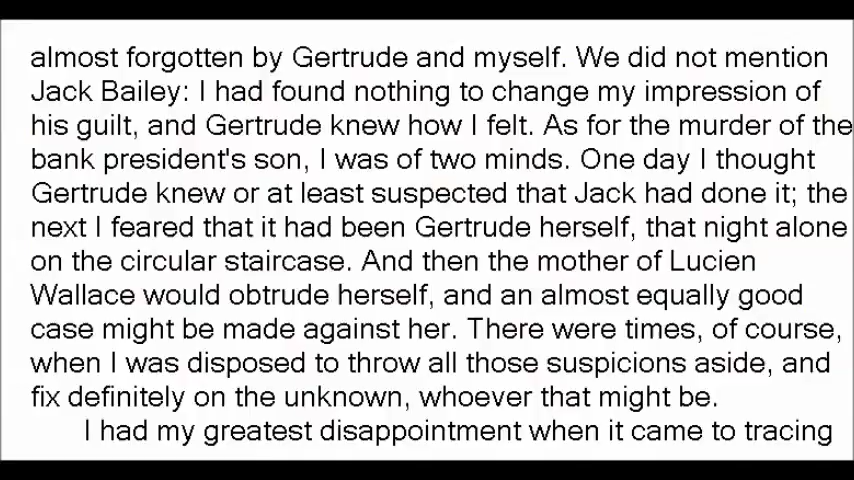 almost forgotten by Gertrude and myself. We did not mention
Jack Bailey: I had found nothing to change my impression of
his guilt, and Gertrude knew how I felt. As for the murder of the
bank president's son, I was of two minds. One day I thought
Gertrude knew or at least suspected that Jack had done it; the
next I feared that it had been Gertrude herself, that night alone
on the circular staircase. And then the mother of Lucien
Wallace would obtrude herself, and an almost equally good
case might be made against her. There were times, of course,
when I was disposed to throw all those suspicions aside, and
fix definitely on the unknown, whoever that might be.
I had my greatest disappointment when it came to tracing